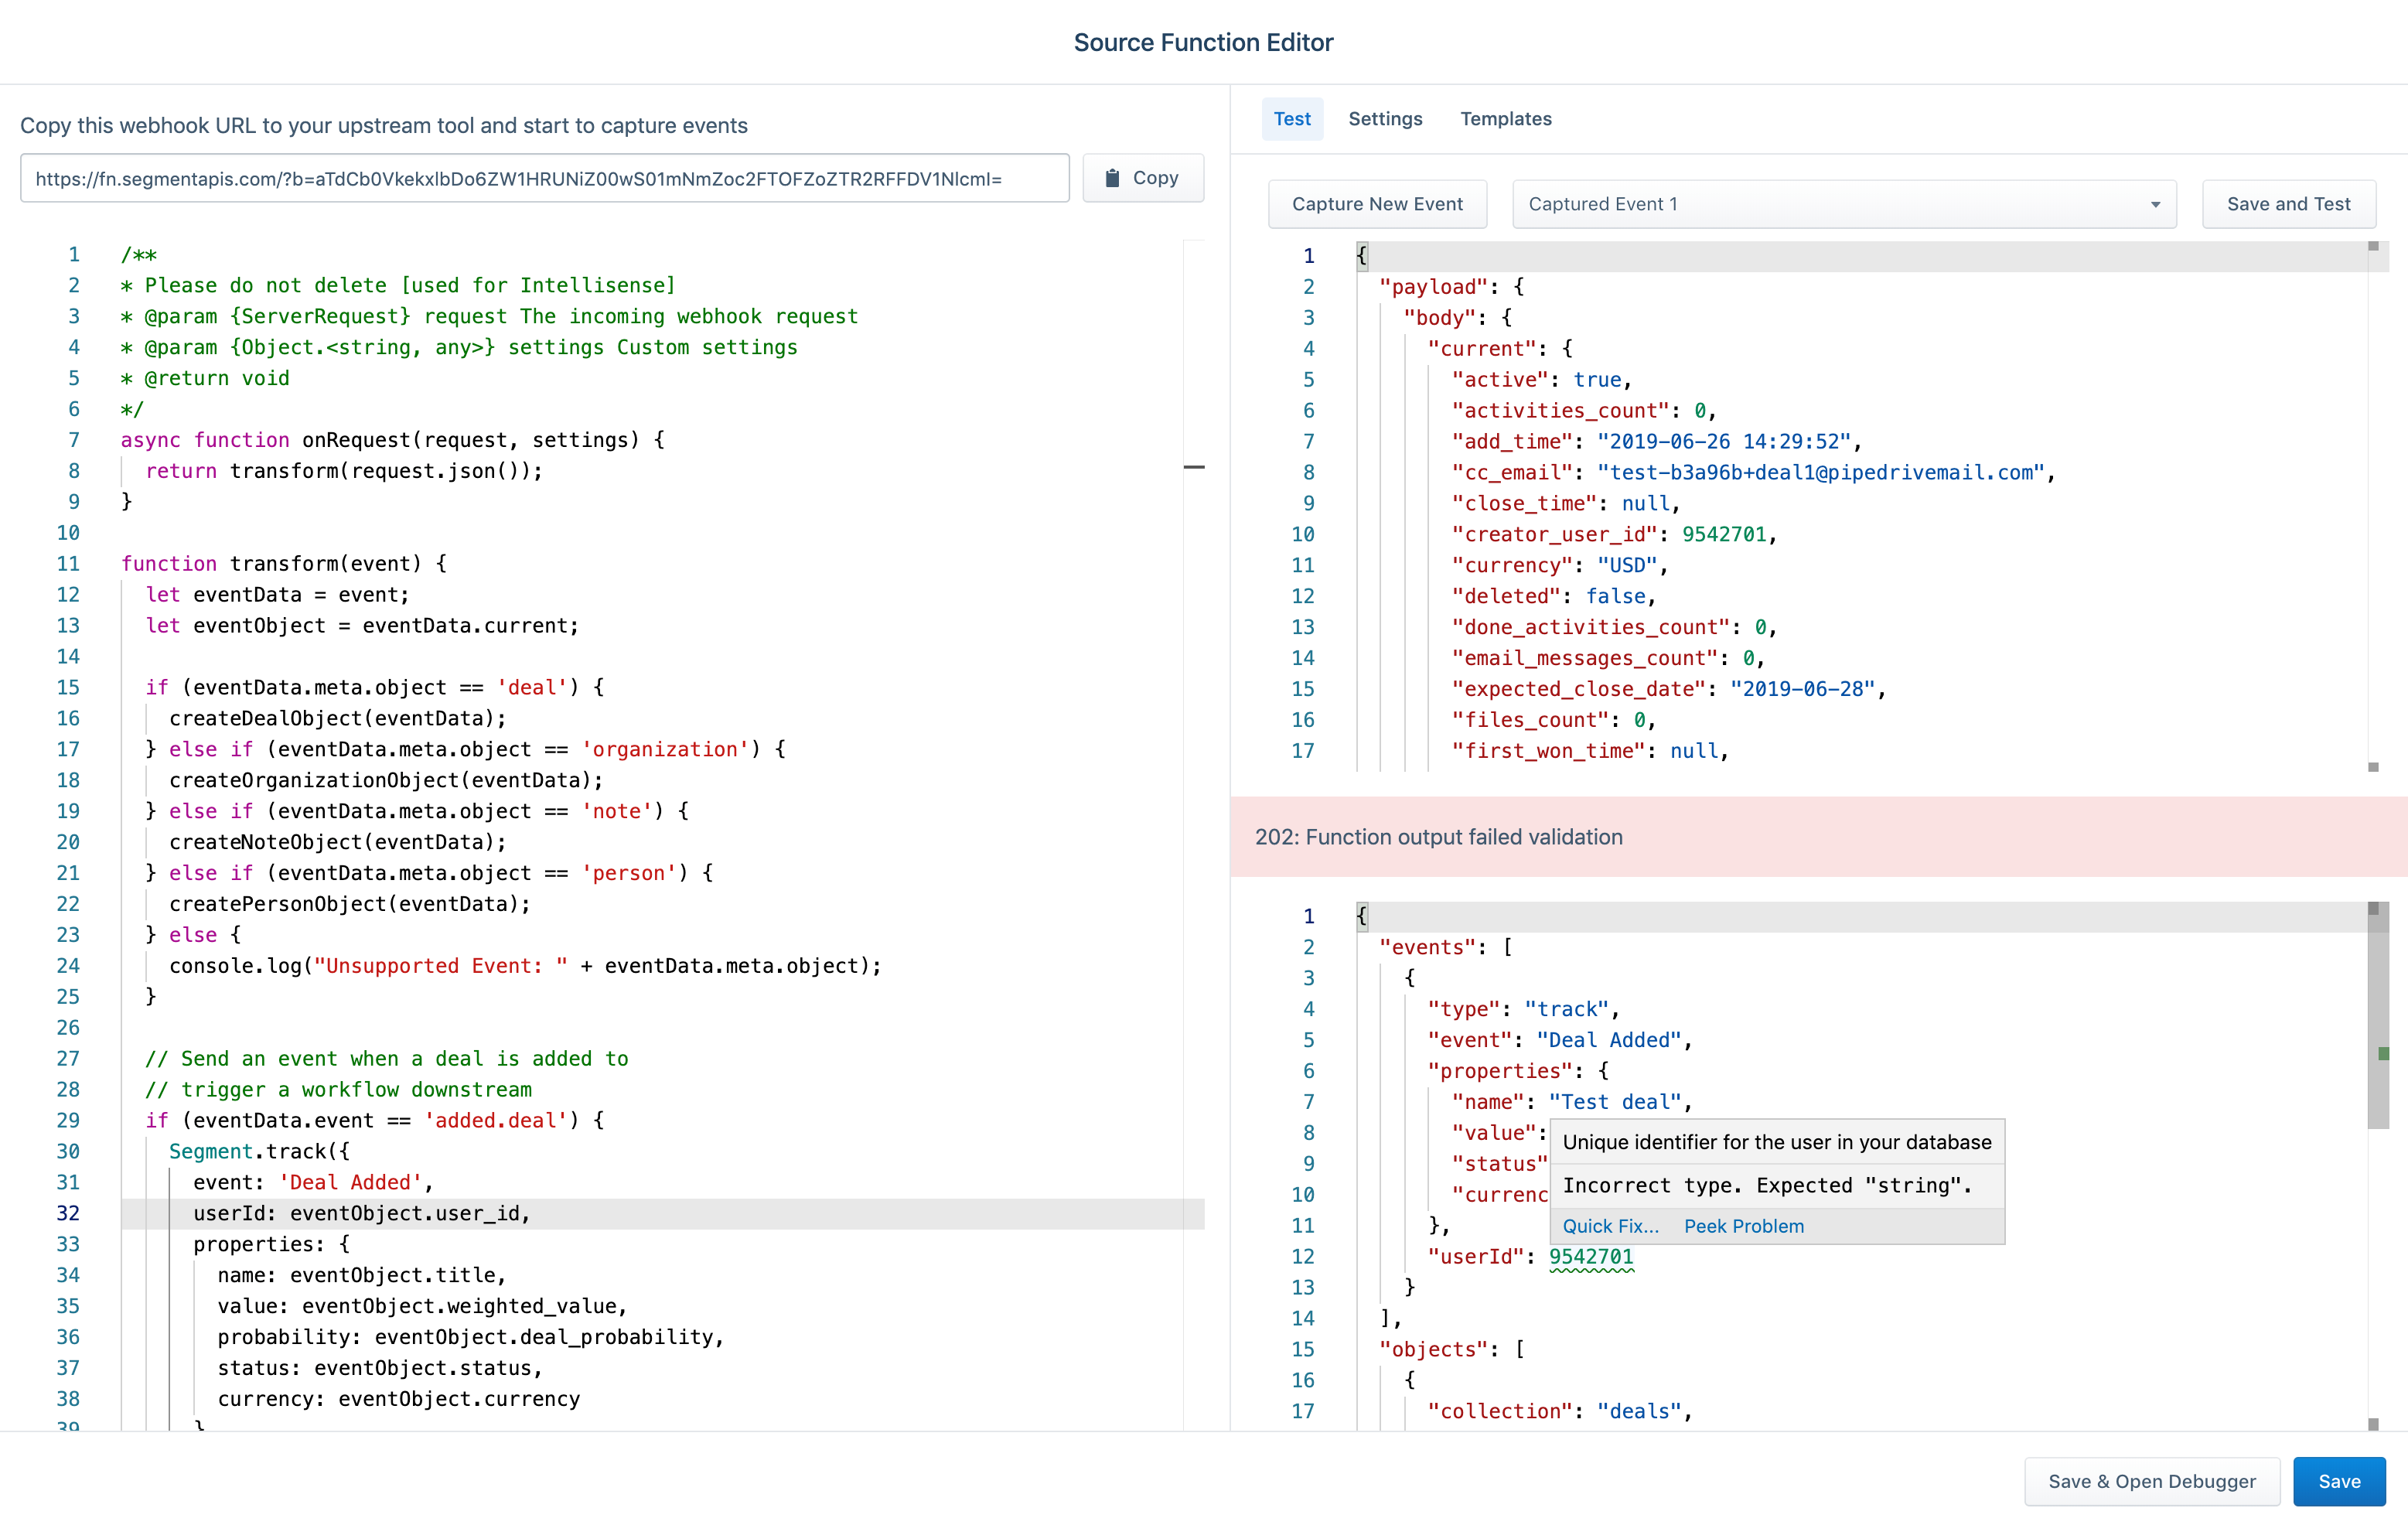 Source Function Editor
Copy this webhook URL to your upstream tool and start to capture events
https://fn.segmentapis.com/?b=aTdCb0VkekxlbDo6ZW1HRUNiZ00wS01mNmZoc2FTOFZoZTR2RFFDV1NlcmI=
Copy
1 /**
2 * Please do not delete [used for Intellisense]
3 * @param {ServerRequest} request The incoming webhook request
4 * @param {Object.<string, any>} settings Custom settings
5 * @return void
6 */
7 async function onRequest(request, settings) {
8 return transform(request.json());
9 }
10
11 function transform(event) {
12 let eventData = event;
13 let eventObject = eventData.current;
14
15 if (eventData.meta.object == 'deal') {
16 createDealObject(eventData);
17 } else if (eventData.meta.object == 'organization') {
18 createOrganizationObject(eventData);
19 } else if (eventData.meta.object == 'note') {
20 createNoteObject(eventData);
21 } else if (eventData.meta.object == 'person') {
22 createPersonObject(eventData);
23 } else {
24 console.log("Unsupported Event: " + eventData.meta.object);
25 }
26
27 // Send an event when a deal is added to
28 // trigger a workflow downstream
29 if (eventData.event == 'added.deal') {
30 Segment.track({
31 event: 'Deal Added',
32 userId: eventObject.user_id,
33 properties: {
34 name: eventObject.title,
35 value: eventObject.weighted_value,
36 probability: eventObject.deal_probability,
37 status: eventObject.status,
38 currency: eventObject.currency
39 }
Test Settings Templates
Capture New Event
Captured Event 1
Save and Test
1 {
2 "payload": {
3 "body": {
4 "current": {
5 "active": true,
6 "activities_count": 0,
7 "add_time": "2019-06-26 14:29:52",
8 "cc_email": "test-b3a96b+deal1@pipedrivemail.com",
9 "close_time": null,
10 "creator_user_id": 9542701,
11 "currency": "USD",
12 "deleted": false,
13 "done_activities_count": 0,
14 "email_messages_count": 0,
15 "expected_close_date": "2019-06-28",
16 "files_count": 0,
17 "first_won_time": null,
202: Function output failed validation
1 {
2 "events": [
3 {
4 "type": "track",
5 "event": "Deal Added",
6 "properties": {
7 "name": "Test deal",
8 "value":
9 "status"
10 "currenc
11 },
12 "userId": 9542701
13 }
14 ],
15 "objects": [
16 {
17 "collection": "deals",
Unique identifier for the user in your database
Incorrect type. Expected "string".
Quick Fix... Peek Problem
Save & Open Debugger
Save